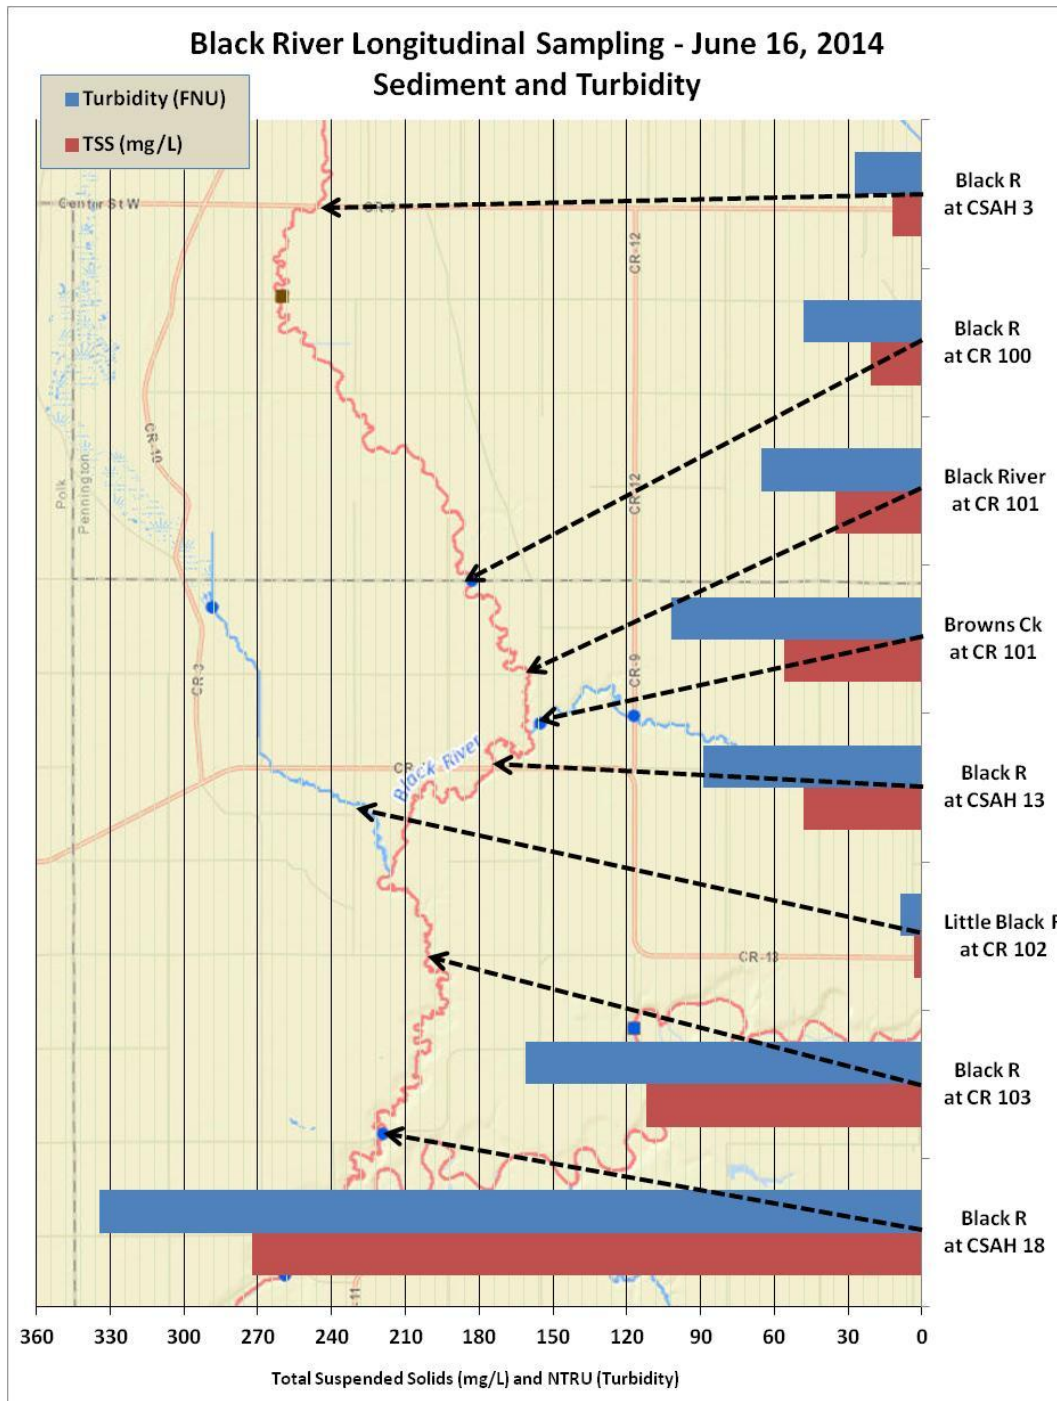 Black River Longitudinal Sampling - June 16, 2014
Sediment and Turbidity
Turbidity (FNU)
TSS (mg/L)
Black R
at CSAH 3
Center St W
CR-12
Black R
at CR 100
CR-10
Polk
Pennington
CR-12
Black River
at CR 101
Browns Ck
at CR 101
CR-3
CR-9
Black River
CR
Black R
at CSAH 13
Little Black R
at CR 102
CR-13
Black R
at CR 103
Black R
at CSAH 18
-11
360 330 300 270 240 210 180 150 120 90 60 30 0
Total Suspended Solids (mg/L) and NTRU (Turbidity)